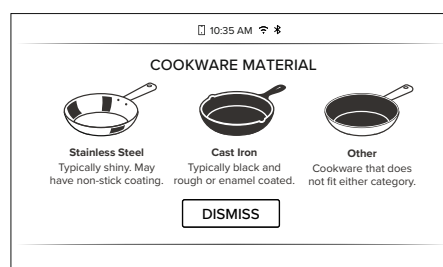 10:35 AM
COOKWARE MATERIAL
Stainless Steel
Typically shiny. May
have non-stick coating.
Cast Iron
Typically black and
rough or enamel coated.
Other
Cookware that does
not fit either category.
DISMISS